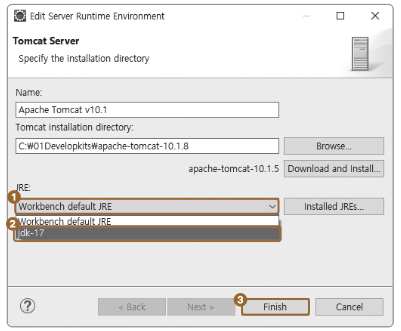 Edit Server Runtime Environment
Tomcat Server
Specify the installation directory
Name:
Apache Tomcat v10.1
Tomcat installation directory:
C:₩01Developkits₩apache-tomcat-10.1.8
Browse...
apache-tomcat-10.1.5
Download and Install...
JRE:
1
Workbench default JRE
Installed JREs...
Workbench default JRE
2
jdk-17
?
< Back
Next >
3
Finish
Cancel